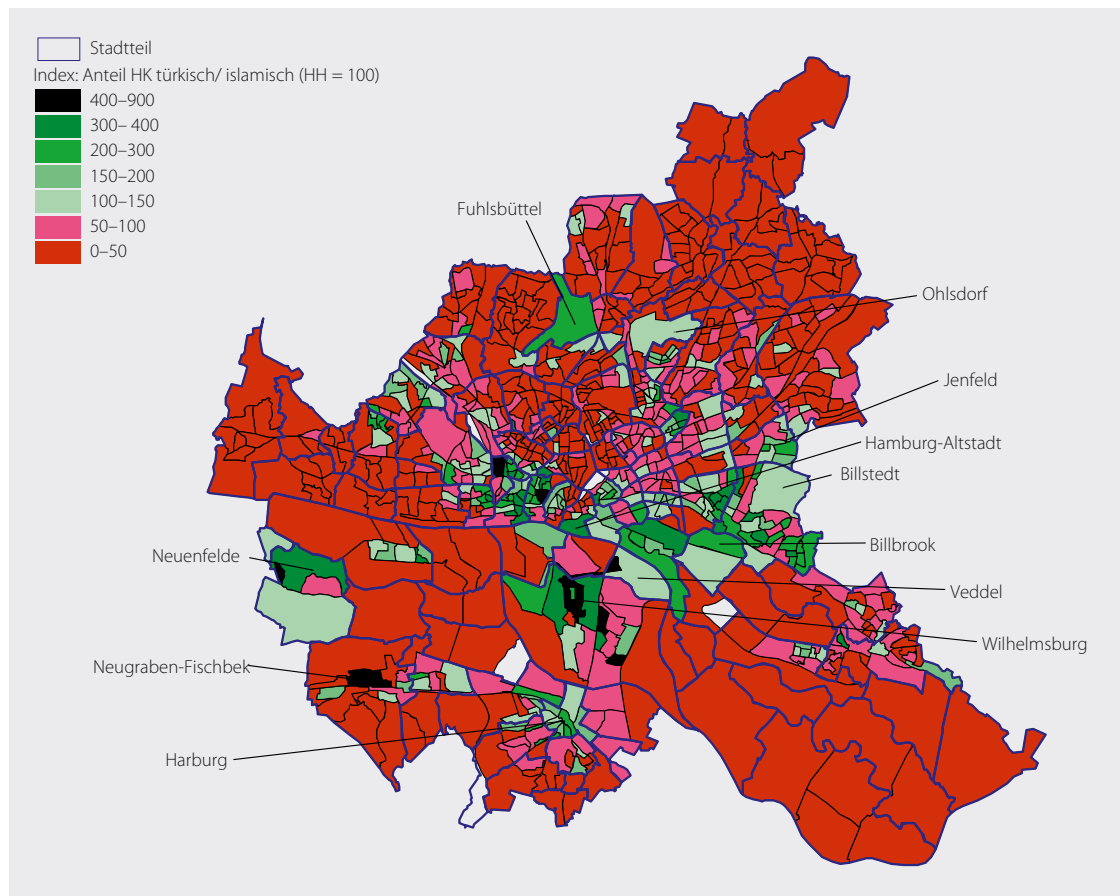 Stadtteil
Index: Anteil HK türkisch/ islamisch (HH = 100)
400–900
300– 400
200–300
150–200
100–150
50–100
0–50
Fuhlsbüttel
Ohlsdorf
Jenfeld
Hamburg-Altstadt
Billstedt
Billbrook
Neuenfelde
Veddel
Wilhelmsburg
Neugraben-Fischbek
Harburg